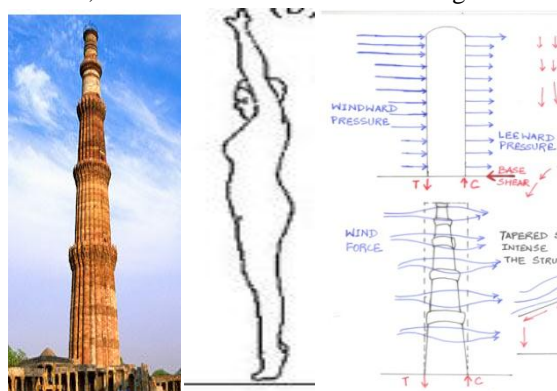 WINDWARD
PRESSURE
LEEWARD
PRESSURE
BASE
SHEAR
T
C
WIND
FORCE
TAPERED
INTENSE
THE STRU
T
C